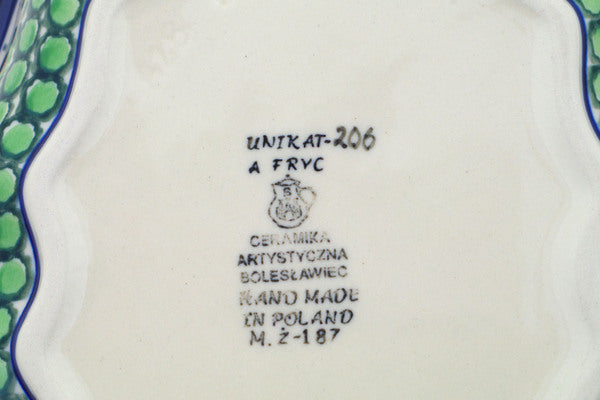 UNIKAT-206
A FRYC
CERAMIKA
ARTYSTYCZNA
BOLESŁAWIEC
HAND MADE
IN POLAND
M. Ż-187